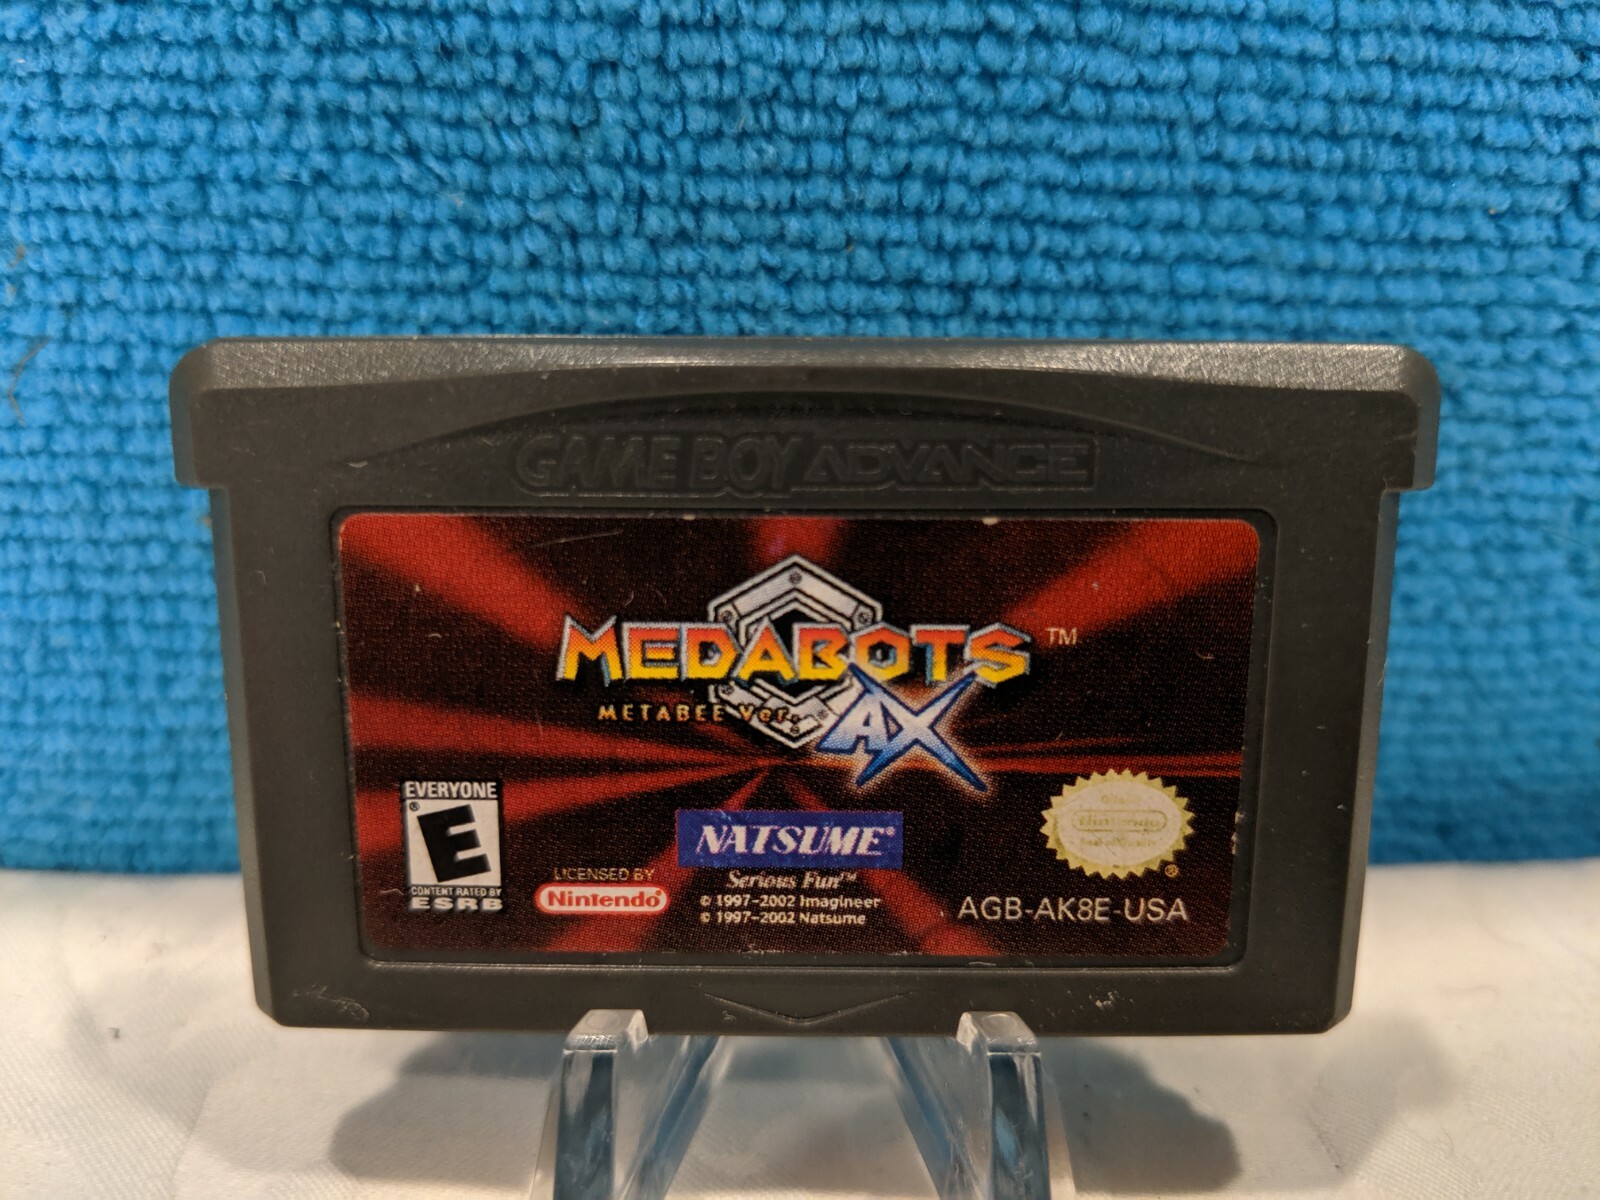 GAME BOY ADVANCE
MEDABOTS™
METABEE Ver.
AX
EVERYONE
E®
CONTENT RATED BY
ESRB
LICENSED BY
Nintendo®
NATSUME®
Serious Fun™
© 1997-2002 Imagineer
© 1997-2002 Natsume
Nintendo
®
AGB-AK8E-USA